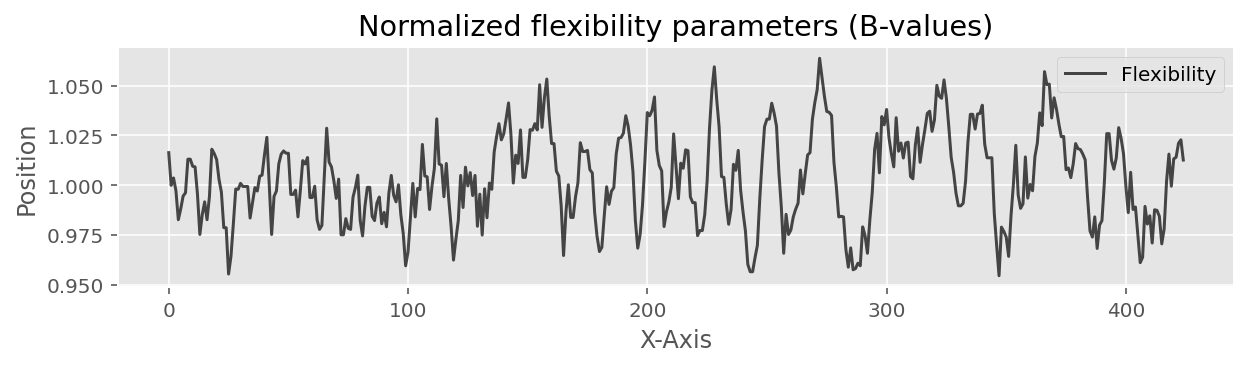 Normalized flexibility parameters (B-values)
Flexibility
1.050
1.025
1.000
0.975
0.950
Position
0 100 200 300 400
X-Axis